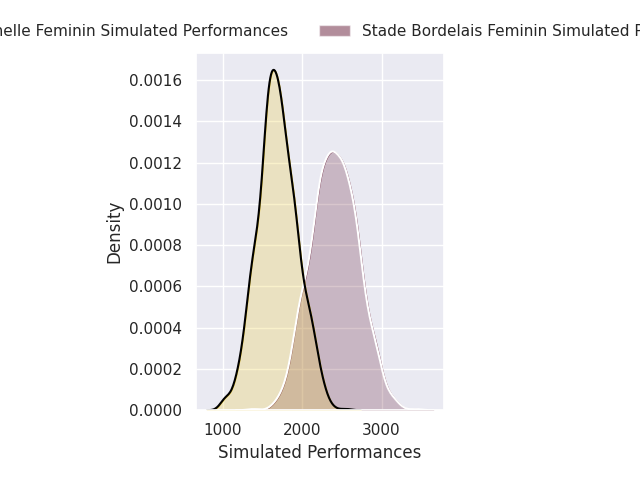 Feminin Simulated Performances
Stade Bordelais Feminin Simulated
0.0016
0.0014
0.0012
0.0010
0.0008
0.0006
0.0004
0.0002
0.0000
Density
1000 2000 3000
Simulated Performances